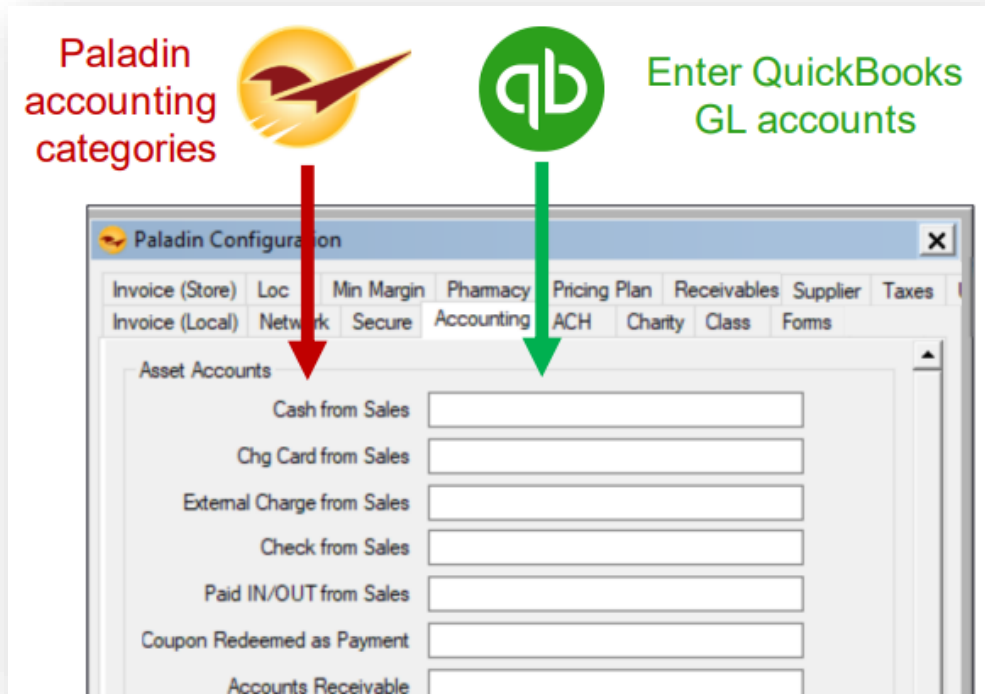 Paladin
accounting
categories
qb
Enter QuickBooks
GL accounts
Paladin Configuration
Invoice (Store) Loc Min Margin Pharmacy Pricing Plan Receivables Supplier Taxes
Invoice (Local) Network Secure Accounting ACH Charity Class Forms
Asset Accounts
Cash from Sales
Chg Card from Sales
External Charge from Sales
Check from Sales
Paid IN/OUT from Sales
Coupon Redeemed as Payment
Accounts Receivable